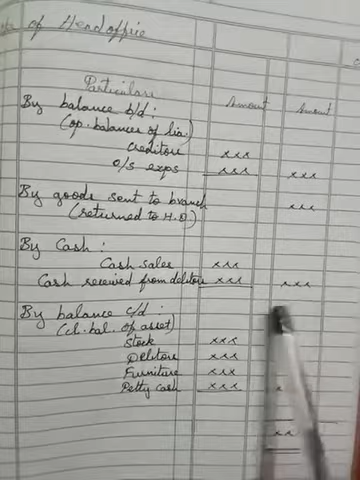 of Head office
Particulars Amount Amount
By balance b/d :
(op. balances of lia.)
Creditors xxx
O/s exps xxx xxx
By goods sent to branch xxx
(returned to H.O)
By Cash :
Cash sales xxx
Cash received from debtors xxx xxx
By balance c/d :
(cl. bal. of asset)
Stock xxx
Debtors xxx
Furniture xxx
Petty cash xxx x
xx